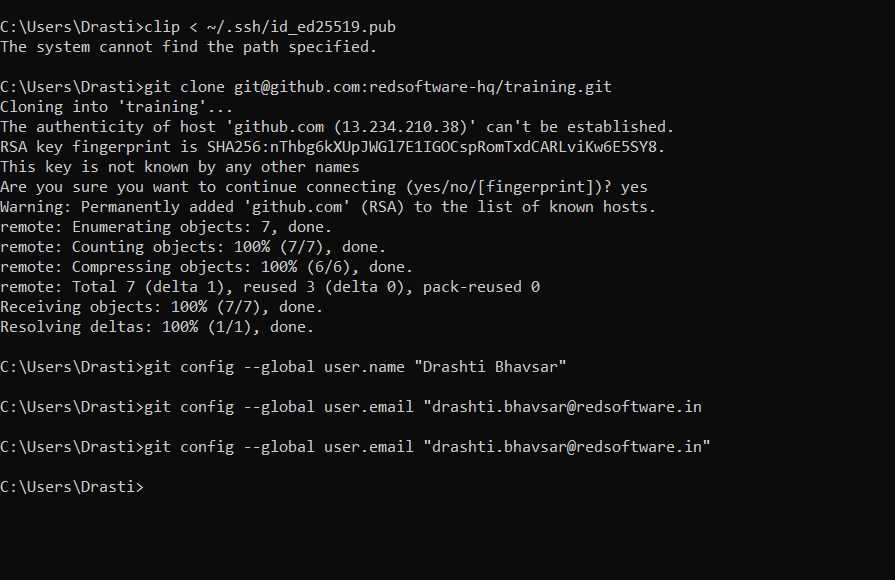 C:\Users\Drasti>clip < ~/.ssh/id_ed25519.pub
The system cannot find the path specified.
C:\Users\Drasti>git clone git@github.com:redsoftware-hq/training.git
Cloning into 'training'...
The authenticity of host 'github.com (13.234.210.38)' can't be established.
RSA key fingerprint is SHA256:nThbg6kXUpJWGl7E1IGOCspRomTxdCARLviKw6E5SY8.
This key is not known by any other names
Are you sure you want to continue connecting (yes/no/[fingerprint])? yes
Warning: Permanently added 'github.com' (RSA) to the list of known hosts.
remote: Enumerating objects: 7, done.
remote: Counting objects: 100% (7/7), done.
remote: Compressing objects: 100% (6/6), done.
remote: Total 7 (delta 1), reused 3 (delta 0), pack-reused 0
Receiving objects: 100% (7/7), done.
Resolving deltas: 100% (1/1), done.
C:\Users\Drasti>git config --global user.name "Drashti Bhavsar"
C:\Users\Drasti>git config --global user.email "drashti.bhavsar@redsoftware.in
C:\Users\Drasti>git config --global user.email "drashti.bhavsar@redsoftware.in"
C:\Users\Drasti>